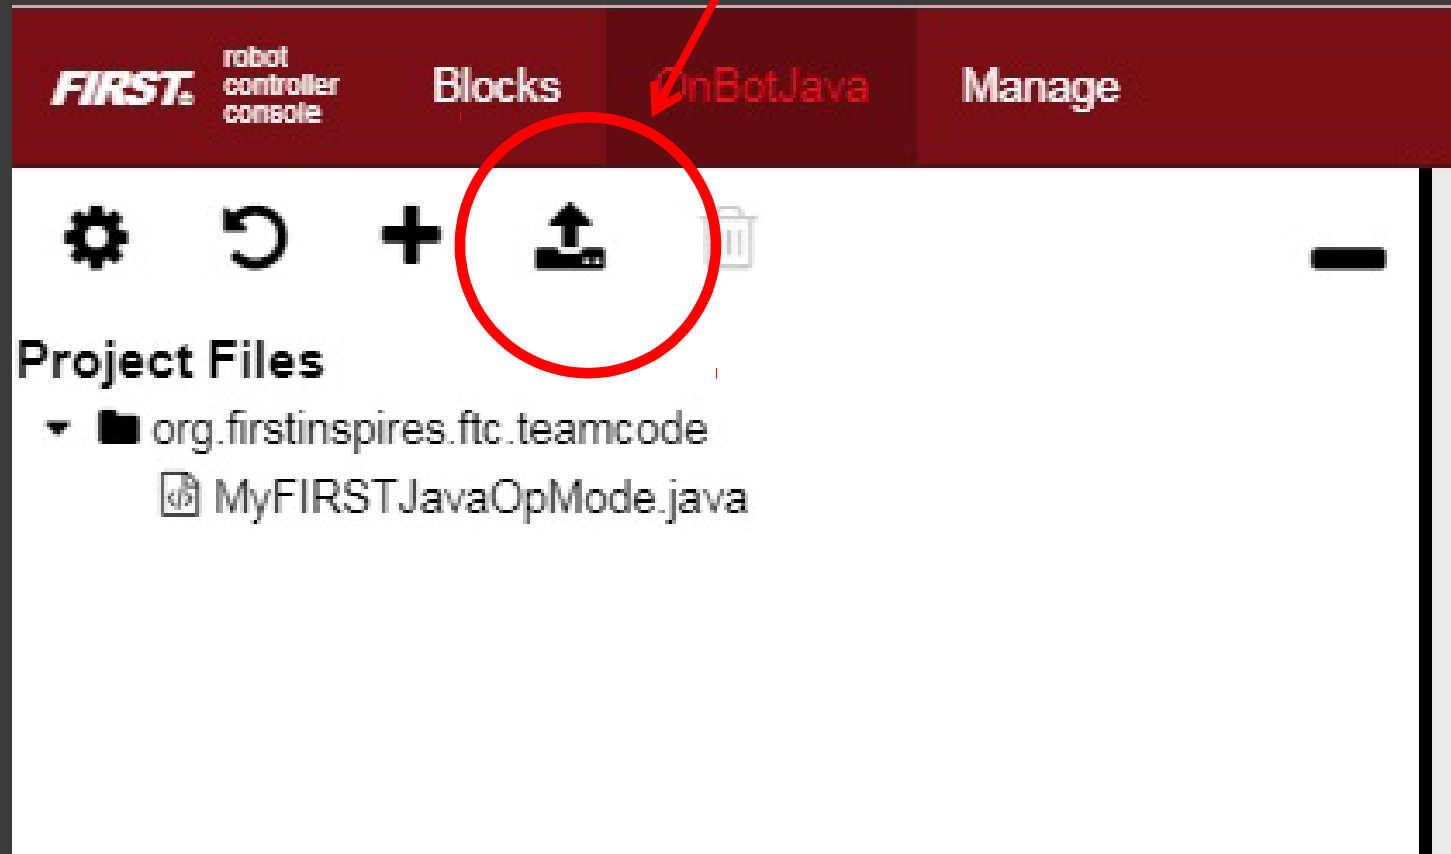 FIRST®
robot
controller
console
Blocks
OnBotJava
Manage
Project Files
org.firstinspires.ftc.teamcode
MyFIRSTJavaOpMode.java